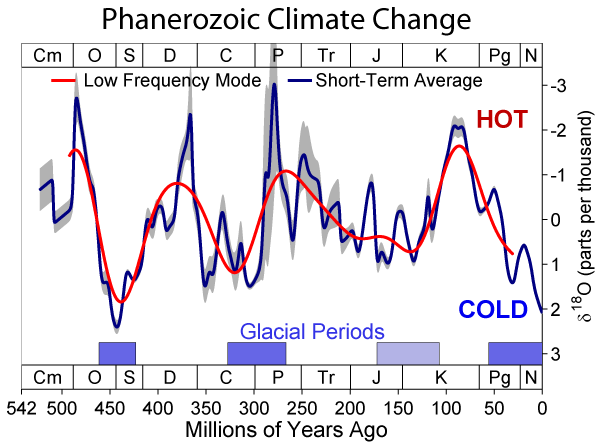 Phanerozoic Climate Change
Cm O S D C P Tr J K Pg N
Low Frequency Mode Short-Term Average
HOT
-3
-2
-1
0
1
2
3
δ 18O (parts per thousand)
COLD
Glacial Periods
Cm O S D C P Tr J K Pg N
542 500 450 400 350 300 250 200 150 100 50 0
Millions of Years Ago